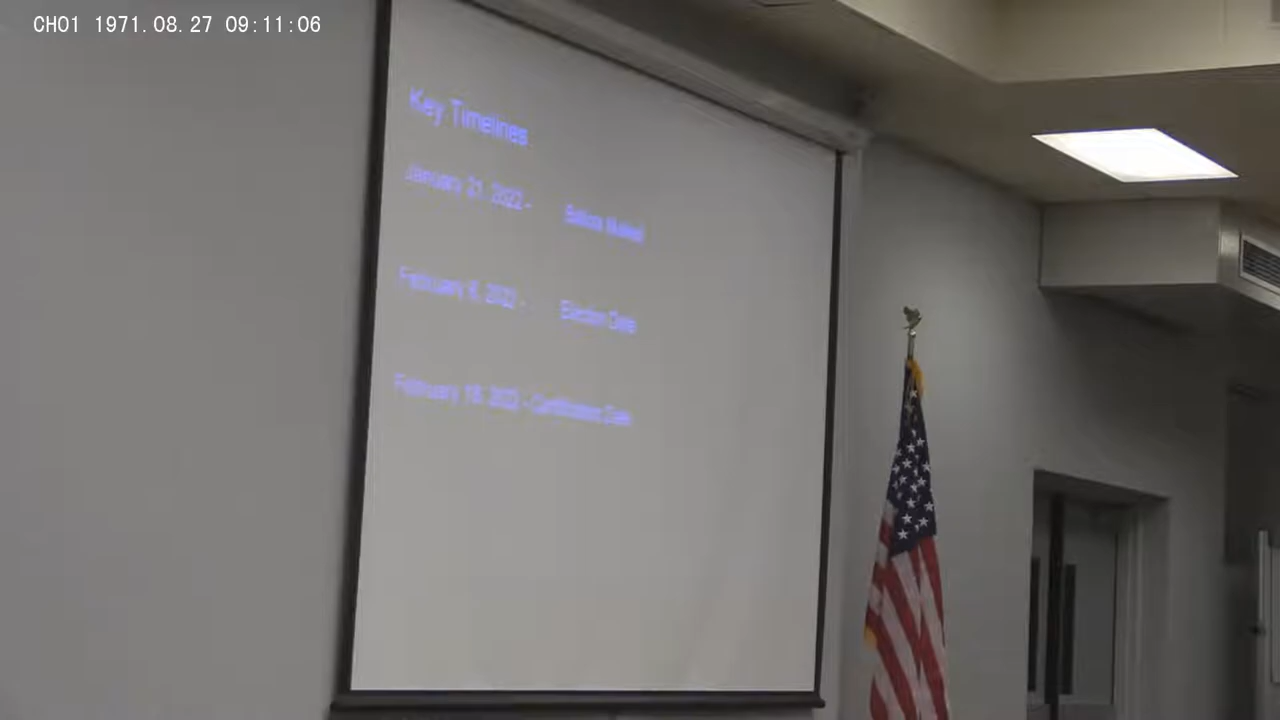 CH01 1971.08.27 09:11:06
Key Timelines
January 21, 2022 - Ballots Mailed
February 8, 2022 - Election Date
February 18, 2022 - Certification Date